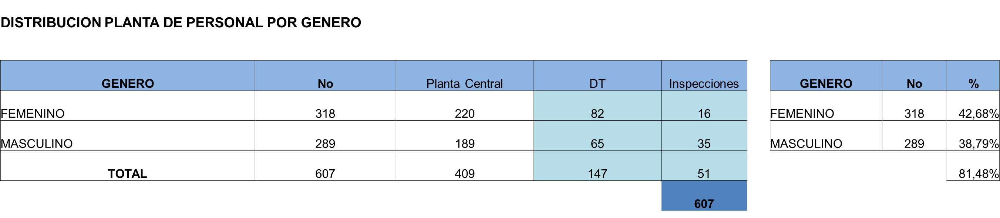 DISTRIBUCION PLANTA DE PERSONAL POR GENERO
GENERO No Planta Central DT Inspecciones
FEMENINO 318 220 82 16
MASCULINO 289 189 65 35
TOTAL 607 409 147 51
607
GENERO No %
FEMENINO 318 42,68%
MASCULINO 289 38,79%
81,48%